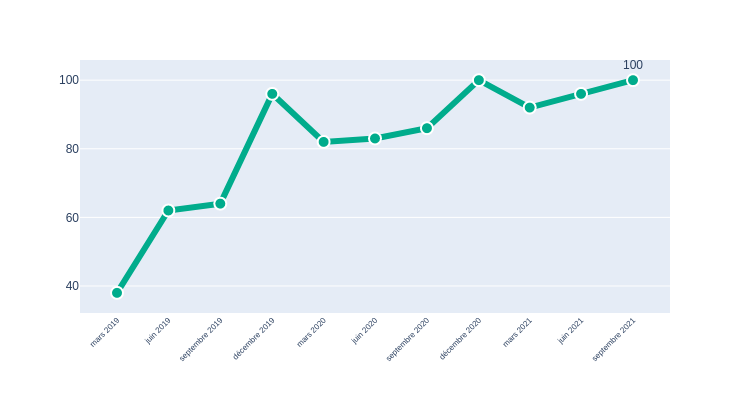 100
100
80
60
40
mars 2019
juin 2019
septembre 2019
décembre 2019
mars 2020
juin 2020
septembre 2020
décembre 2020
mars 2021
juin 2021
septembre 2021